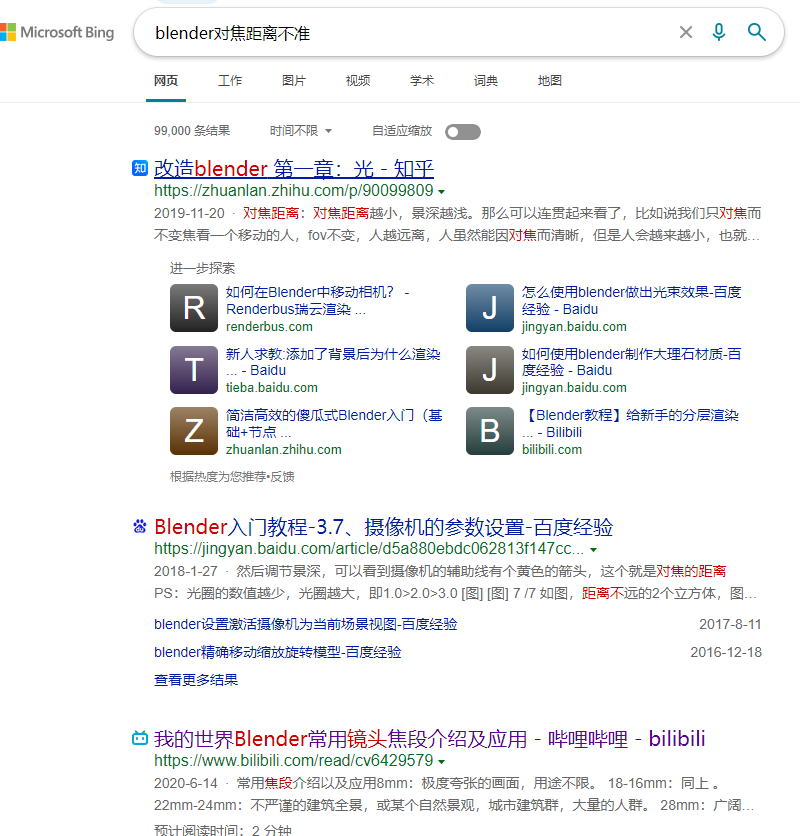 Microsoft Bing
blender对焦距离不准
网页 工作 图片 视频 学术 词典 地图
99,000 条结果 时间不限 自适应缩放
知 改造blender 第一章：光 - 知乎
https://zhuanlan.zhihu.com/p/90099809
2019-11-20 · 对焦距离：对焦距离越小，景深越浅。那么可以连贯起来看了，比如说我们只对焦而
不变焦看一个移动的人，fov不变，人越远离，人虽然能因对焦而清晰，但是人会越来越小，也就…
进一步探索
R
如何在Blender中移动相机？ -
Renderbus瑞云渲染 ...
renderbus.com
J
怎么使用blender做出光束效果-百度
经验 - Baidu
jingyan.baidu.com
T
新人求教:添加了背景后为什么渲染
... - Baidu
tieba.baidu.com
J
如何使用blender制作大理石材质-百
度经验 - Baidu
jingyan.baidu.com
Z
简洁高效的傻瓜式Blender入门（基
础+节点 ...
zhuanlan.zhihu.com
B
【Blender教程】给新手的分层渲染
... - Bilibili
bilibili.com
根据热度为您推荐•反馈
Blender入门教程-3.7、摄像机的参数设置-百度经验
https://jingyan.baidu.com/article/d5a880ebdc062813f147cc...
2018-1-27 · 然后调节景深，可以看到摄像机的辅助线有个黄色的箭头，这个就是对焦的距离
PS：光圈的数值越少，光圈越大，即1.0>2.0>3.0 [图] [图] 7 /7 如图，距离不远的2个立方体，图…
blender设置激活摄像机为当前场景视图-百度经验 2017-8-11
blender精确移动缩放旋转模型-百度经验 2016-12-18
查看更多结果
我的世界Blender常用镜头焦段介绍及应用 - 哔哩哔哩 - bilibili
https://www.bilibili.com/read/cv6429579
2020-6-14 · 常用焦段介绍以及应用8mm：极度夸张的画面，用途不限。 18-16mm：同上 。
22mm-24mm：不严谨的建筑全景，或某个自然景观，城市建筑群，大量的人群。 28mm：广阔…
预计阅读时间：2 分钟